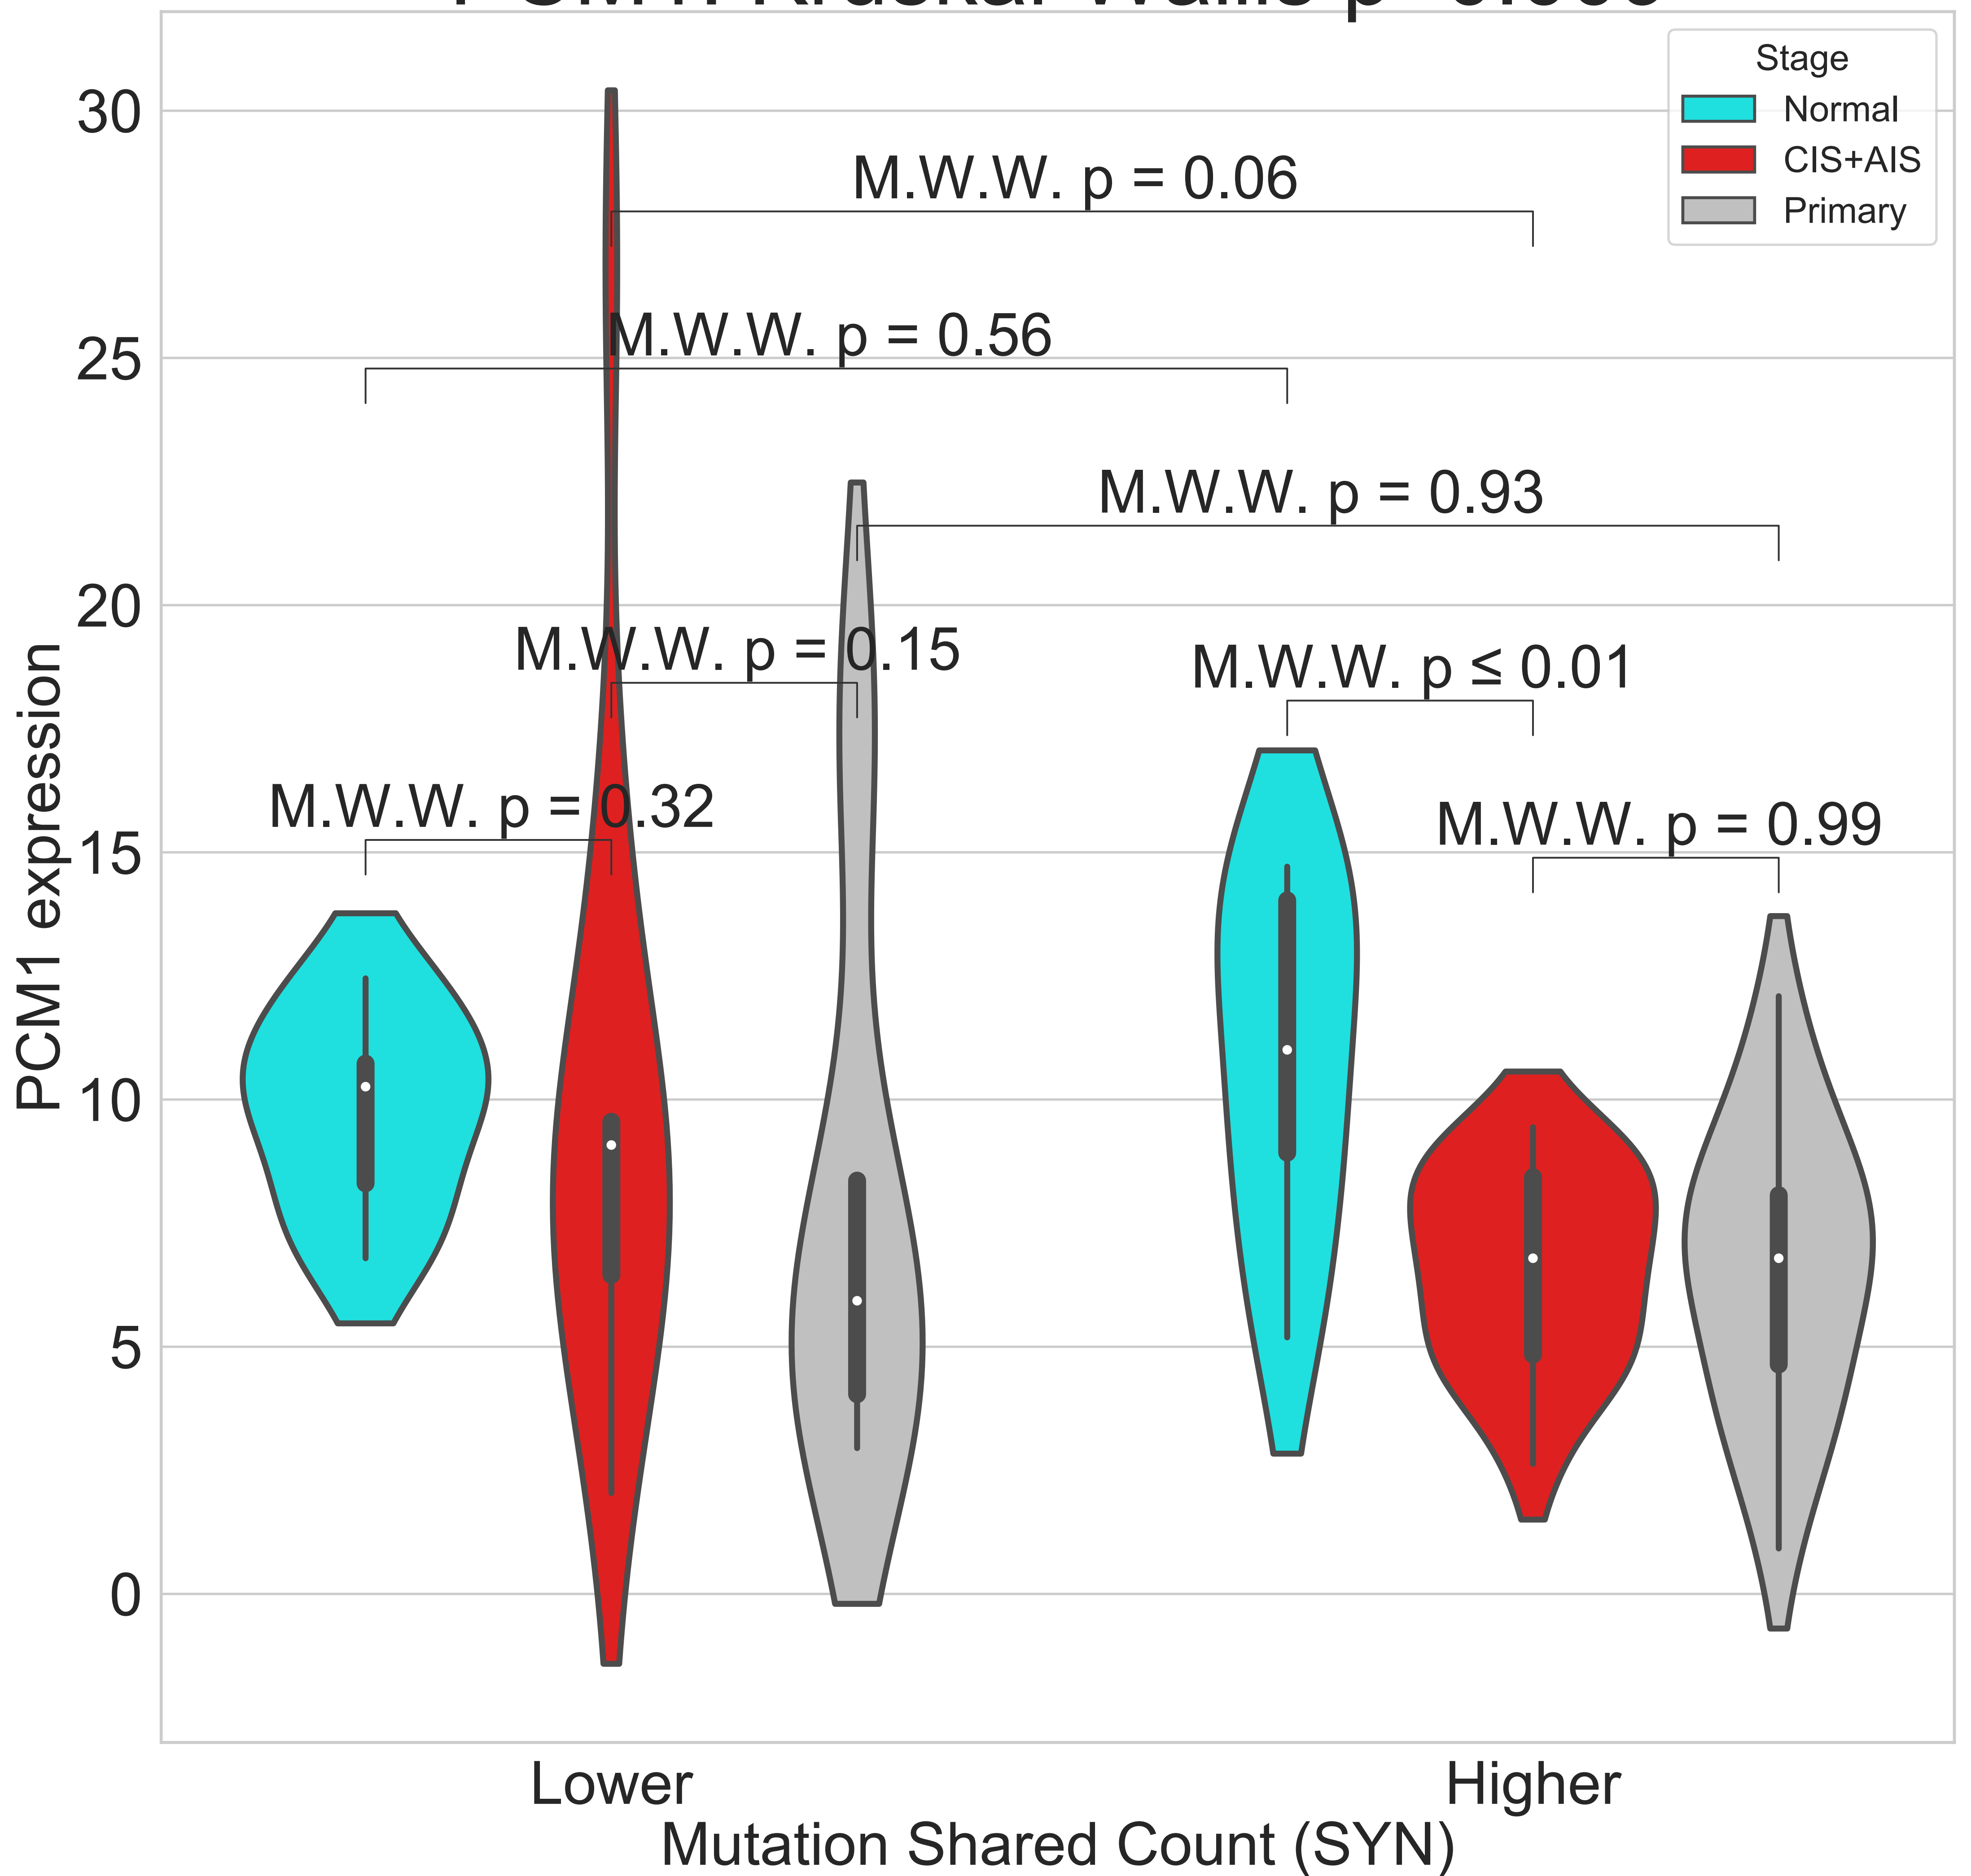 Stage
Normal
CIS+AIS
Primary
30
25
20
15
10
5
0
PCM1 expression
M.W.W. p = 0.06
M.W.W. p = 0.56
M.W.W. p = 0.93
M.W.W. p = 0.15
M.W.W. p ≤ 0.01
M.W.W. p = 0.32
M.W.W. p = 0.99
Lower
Higher
Mutation Shared Count (SYN)